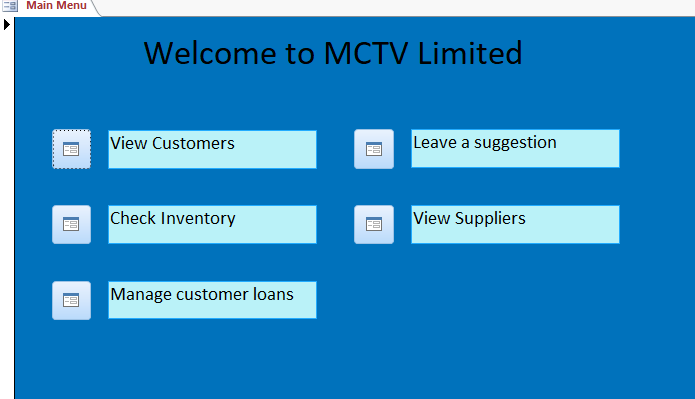 Main Menu
Welcome to MCTV Limited
View Customers
Leave a suggestion
Check Inventory
View Suppliers
Manage customer loans